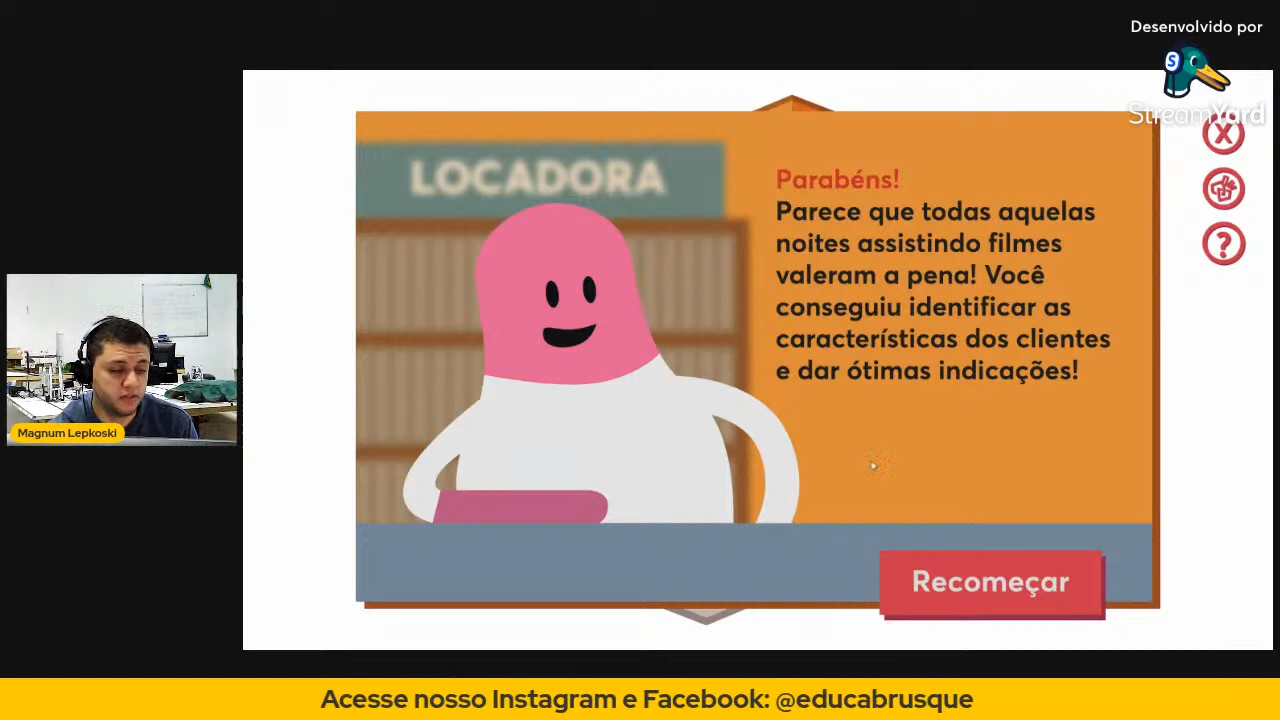 Desenvolvido por
StreamYard
LOCADORA
Parabéns!
Parece que todas aquelas
noites assistindo filmes
valeram a pena! Você
conseguiu identificar as
características dos clientes
e dar ótimas indicações!
X
?
Magnum Lepkoski
Recomeçar
Acesse nosso Instagram e Facebook: @educabrusque